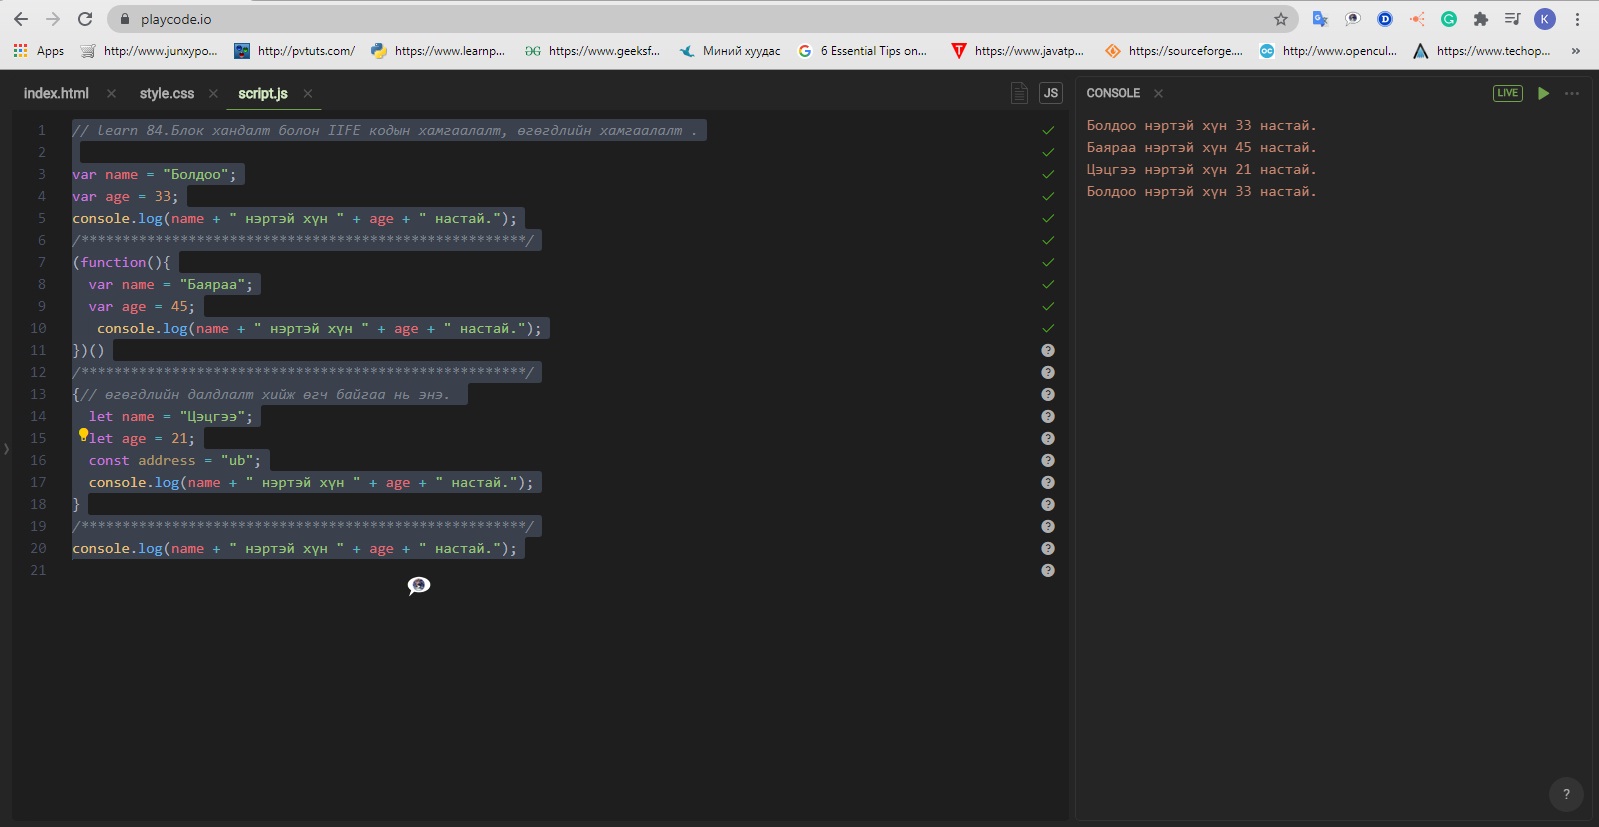 playcode.io
K
Apps http://www.junxypo... http://pvtuts.com/ https://www.learnp... https://www.geeksf... Миний хуудас 6 Essential Tips on... https://www.javatp... https://sourceforge.... http://www.opencul... https://www.techop... »
index.html × style.css × script.js × JS
CONSOLE × LIVE
1 // learn 84.Блок хандалт болон IIFE кодын хамгаалалт, өгөгдлийн хамгаалалт .
2
3 var name = "Болдоо";
4 var age = 33;
5 console.log(name + " нэртэй хүн " + age + " настай.");
6 /******************************************************/
7 (function(){
8 var name = "Баяраа";
9 var age = 45;
10 console.log(name + " нэртэй хүн " + age + " настай.");
11 })()
12 /******************************************************/
13 {// өгөгдлийн далдлалт хийж өгч байгаа нь энэ.
14 let name = "Цэцгээ";
15 let age = 21;
16 const address = "ub";
17 console.log(name + " нэртэй хүн " + age + " настай.");
18 }
19 /******************************************************/
20 console.log(name + " нэртэй хүн " + age + " настай.");
21
Болдоо нэртэй хүн 33 настай.
Баяраа нэртэй хүн 45 настай.
Цэцгээ нэртэй хүн 21 настай.
Болдоо нэртэй хүн 33 настай.
?